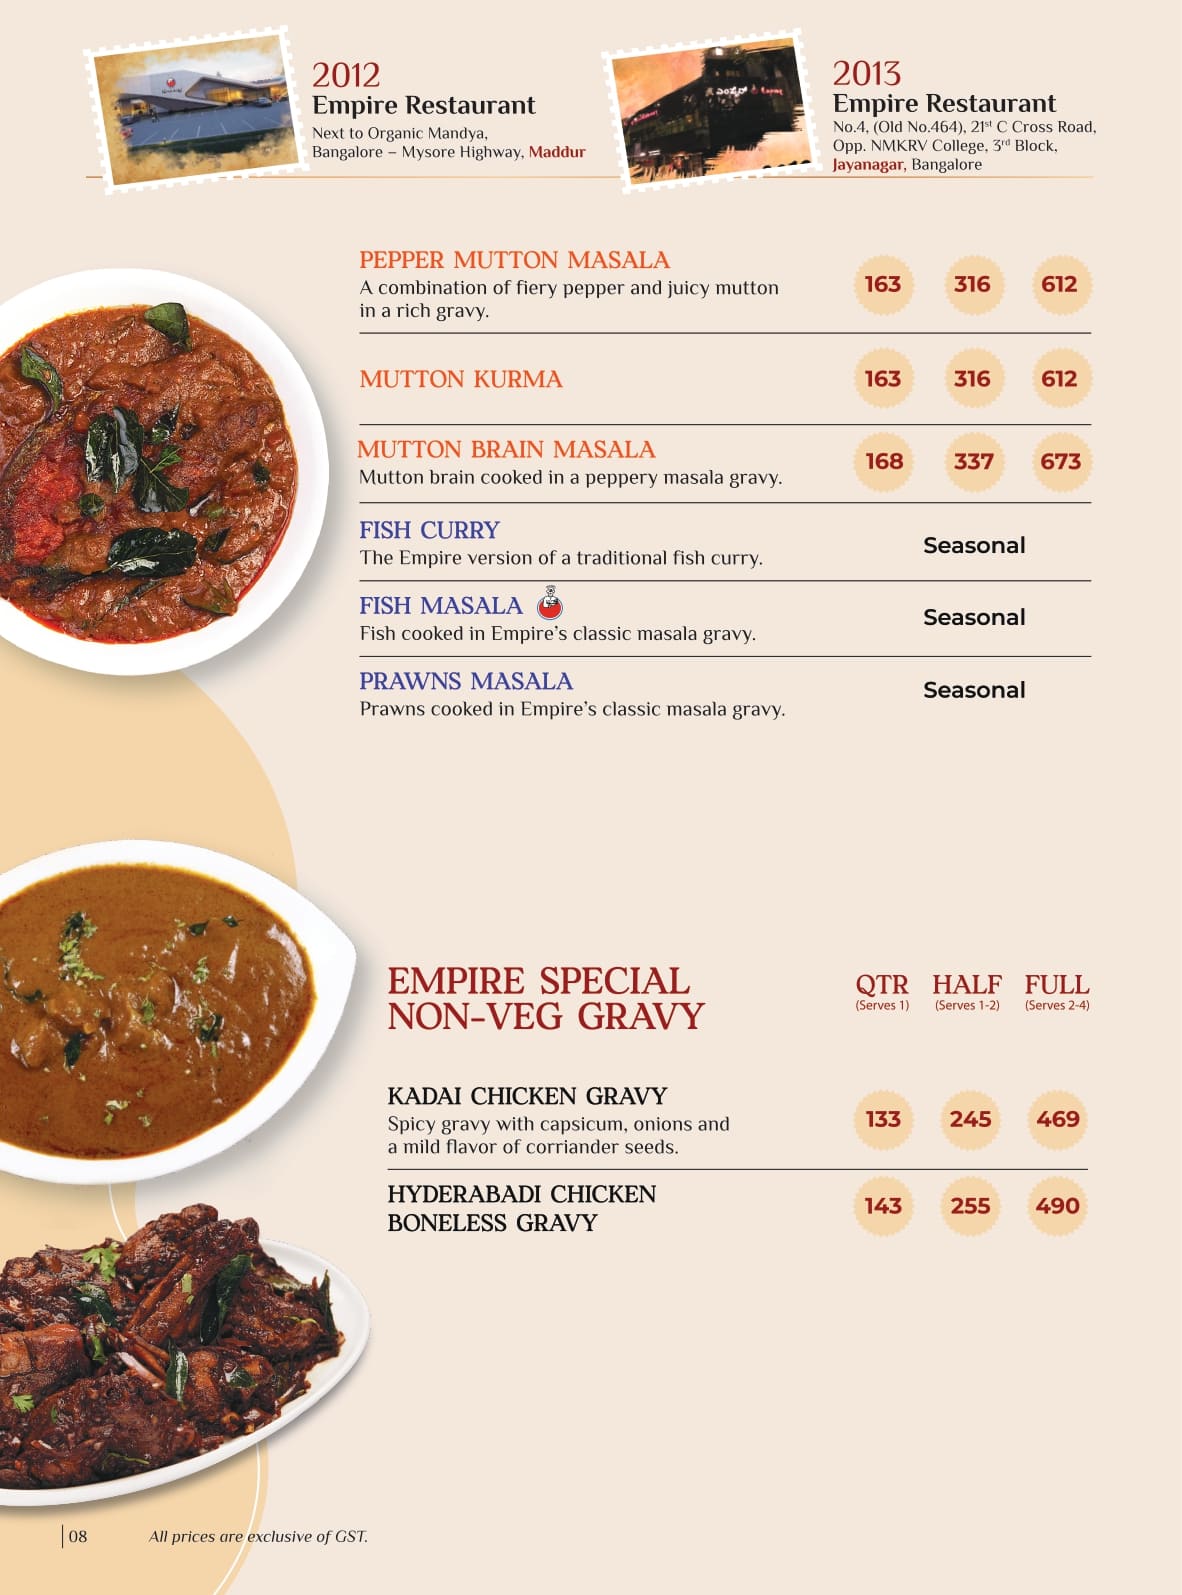 2012
Empire Restaurant
Next to Organic Mandya,
Bangalore – Mysore Highway, Maddur
2013
Empire Restaurant
No.4, (Old No.464), 21st C Cross Road,
Opp. NMKRV College, 3rd Block,
Jayanagar, Bangalore
PEPPER MUTTON MASALA
A combination of fiery pepper and juicy mutton
in a rich gravy.
163 316 612
MUTTON KURMA
163 316 612
MUTTON BRAIN MASALA
Mutton brain cooked in a peppery masala gravy.
168 337 673
FISH CURRY
The Empire version of a traditional fish curry.
Seasonal
FISH MASALA
Fish cooked in Empire’s classic masala gravy.
Seasonal
PRAWNS MASALA
Prawns cooked in Empire’s classic masala gravy.
Seasonal
EMPIRE SPECIAL
NON-VEG GRAVY
QTR HALF FULL
(Serves 1) (Serves 1-2) (Serves 2-4)
KADAI CHICKEN GRAVY
Spicy gravy with capsicum, onions and
a mild flavor of corriander seeds.
133 245 469
HYDERABADI CHICKEN
BONELESS GRAVY
143 255 490
08
All prices are exclusive of GST.